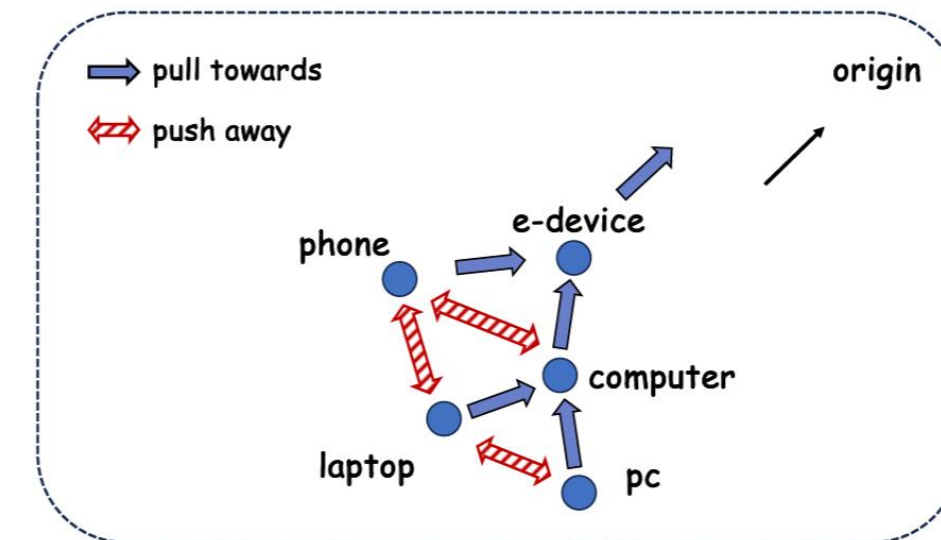 pull towards
origin
push away
e-device
phone
computer
laptop
pc